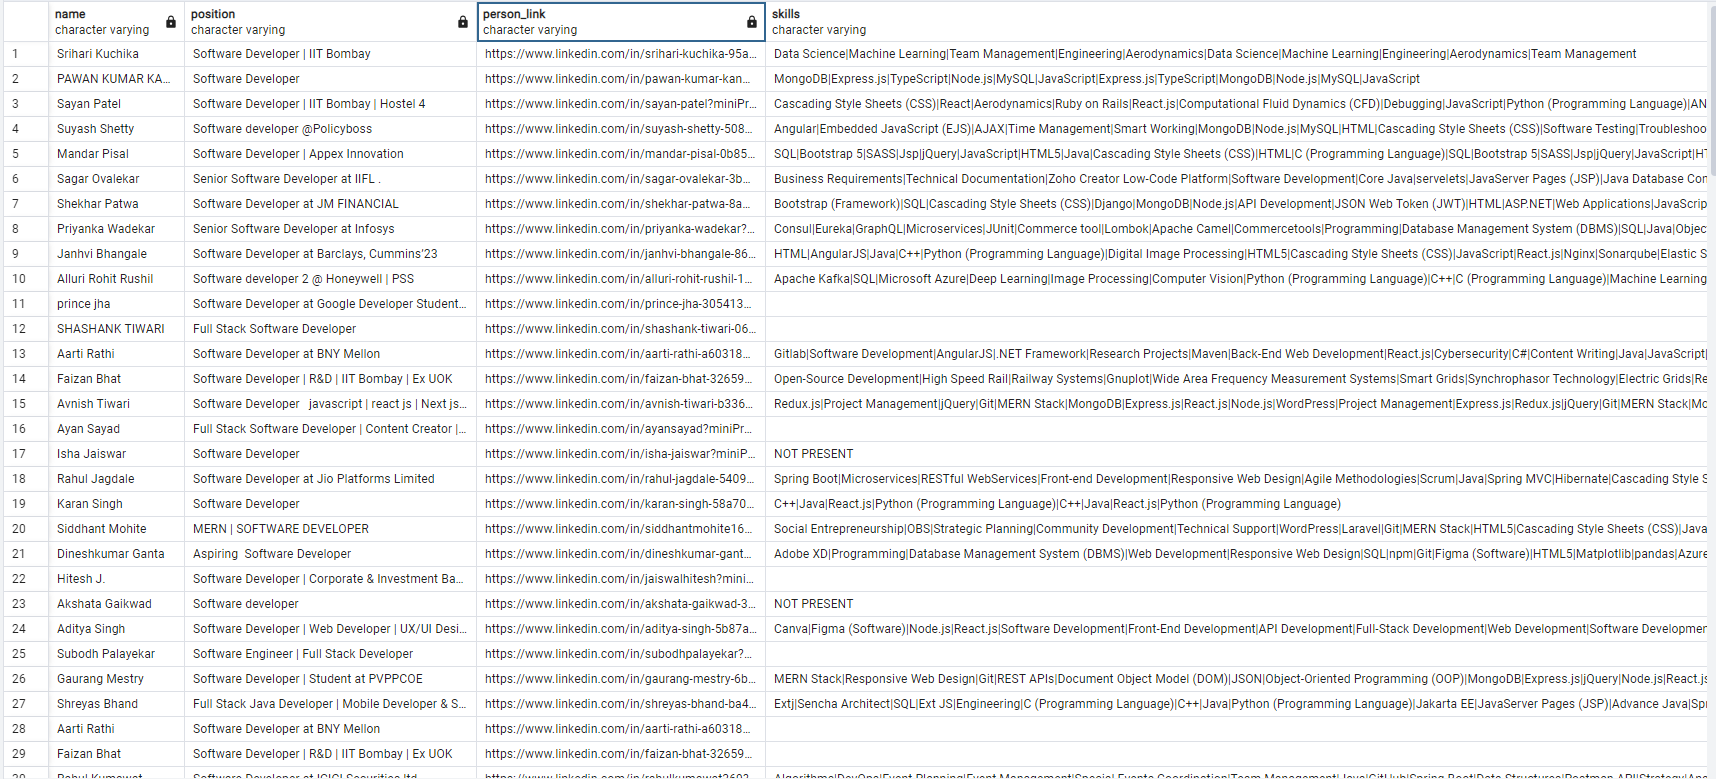 name position person_link skills
character varying character varying character varying character varying
1 Srihari Kuchika Software Developer | IIT Bombay https://www.linkedin.com/in/srihari-kuchika-95a... Data Science|Machine Learning|Team Management|Engineering|Aerodynamics|Data Science|Machine Learning|Engineering|Aerodynamics|Team Management
2 PAWAN KUMAR KA... Software Developer https://www.linkedin.com/in/pawan-kumar-kan... MongoDB|Express.js|TypeScript|Node.js|MySQL|JavaScript|Express.js|TypeScript|MongoDB|Node.js|MySQL|JavaScript
3 Sayan Patel Software Developer | IIT Bombay | Hostel 4 https://www.linkedin.com/in/sayan-patel?miniPr... Cascading Style Sheets (CSS)|React|Aerodynamics|Ruby on Rails|React.js|Computational Fluid Dynamics (CFD)|Debugging|JavaScript|Python (Programming Language)|AN
4 Suyash Shetty Software developer @Policyboss https://www.linkedin.com/in/suyash-shetty-508... Angular|Embedded JavaScript (EJS)|AJAX|Time Management|Smart Working|MongoDB|Node.js|MySQL|HTML|Cascading Style Sheets (CSS)|Software Testing|Troubleshoo
5 Mandar Pisal Software Developer | Appex Innovation https://www.linkedin.com/in/mandar-pisal-0b85... SQL|Bootstrap 5|SASS|Jsp|jQuery|JavaScript|HTML5|Java|Cascading Style Sheets (CSS)|HTML|C (Programming Language)|SQL|Bootstrap 5|SASS|Jsp|jQuery|JavaScript|HT
6 Sagar Ovalekar Senior Software Developer at IIFL . https://www.linkedin.com/in/sagar-ovalekar-3b... Business Requirements|Technical Documentation|Zoho Creator Low-Code Platform|Software Development|Core Java|servelets|JavaServer Pages (JSP)|Java Database Con
7 Shekhar Patwa Software Developer at JM FINANCIAL https://www.linkedin.com/in/shekhar-patwa-8a... Bootstrap (Framework)|SQL|Cascading Style Sheets (CSS)|Django|MongoDB|Node.js|API Development|JSON Web Token (JWT)|HTML|ASP.NET|Web Applications|JavaScrip
8 Priyanka Wadekar Senior Software Developer at Infosys https://www.linkedin.com/in/priyanka-wadekar?... Consul|Eureka|GraphQL|Microservices|JUnit|Commerce tool|Lombok|Apache Camel|Commercetools|Programming|Database Management System (DBMS)|SQL|Java|Objec
9 Janhvi Bhangale Software Developer at Barclays, Cummins'23 https://www.linkedin.com/in/janhvi-bhangale-86... HTML|AngularJS|Java|C++|Python (Programming Language)|Digital Image Processing|HTML5|Cascading Style Sheets (CSS)|JavaScript|React.js|Nginx|Sonarqube|Elastic S
10 Alluri Rohit Rushil Software developer 2 @ Honeywell | PSS https://www.linkedin.com/in/alluri-rohit-rushil-1... Apache Kafka|SQL|Microsoft Azure|Deep Learning|Image Processing|Computer Vision|Python (Programming Language)|C++|C (Programming Language)|Machine Learning
11 prince jha Software Developer at Google Developer Student... https://www.linkedin.com/in/prince-jha-305413...
12 SHASHANK TIWARI Full Stack Software Developer https://www.linkedin.com/in/shashank-tiwari-06...
13 Aarti Rathi Software Developer at BNY Mellon https://www.linkedin.com/in/aarti-rathi-a60318... Gitlab|Software Development|AngularJS|.NET Framework|Research Projects|Maven|Back-End Web Development|React.js|Cybersecurity|C#|Content Writing|Java|JavaScript|
14 Faizan Bhat Software Developer | R&D | IIT Bombay | Ex UOK https://www.linkedin.com/in/faizan-bhat-32659... Open-Source Development|High Speed Rail|Railway Systems|Gnuplot|Wide Area Frequency Measurement Systems|Smart Grids|Synchrophasor Technology|Electric Grids|Re
15 Avnish Tiwari Software Developer javascript | react js | Next js... https://www.linkedin.com/in/avnish-tiwari-b336... Redux.js|Project Management|jQuery|Git|MERN Stack|MongoDB|Express.js|React.js|Node.js|WordPress|Project Management|Express.js|Redux.js|jQuery|Git|MERN Stack|Mo
16 Ayan Sayad Full Stack Software Developer | Content Creator |... https://www.linkedin.com/in/ayansayad?miniPr...
17 Isha Jaiswar Software Developer https://www.linkedin.com/in/isha-jaiswar?miniP... NOT PRESENT
18 Rahul Jagdale Software Developer at Jio Platforms Limited https://www.linkedin.com/in/rahul-jagdale-5409... Spring Boot|Microservices|RESTful WebServices|Front-end Development|Responsive Web Design|Agile Methodologies|Scrum|Java|Spring MVC|Hibernate|Cascading Style S
19 Karan Singh Software Developer https://www.linkedin.com/in/karan-singh-58a70... C++|Java|React.js|Python (Programming Language)|C++|Java|React.js|Python (Programming Language)
20 Siddhant Mohite MERN | SOFTWARE DEVELOPER https://www.linkedin.com/in/siddhantmohite16... Social Entrepreneurship|OBS|Strategic Planning|Community Development|Technical Support|WordPress|Laravel|Git|MERN Stack|HTML5|Cascading Style Sheets (CSS)|Java
21 Dineshkumar Ganta Aspiring Software Developer https://www.linkedin.com/in/dineshkumar-gant... Adobe XD|Programming|Database Management System (DBMS)|Web Development|Responsive Web Design|SQL|npm|Git|Figma (Software)|HTML5|Matplotlib|pandas|Azure
22 Hitesh J. Software Developer | Corporate & Investment Ba... https://www.linkedin.com/in/jaiswalhitesh?mini...
23 Akshata Gaikwad Software developer https://www.linkedin.com/in/akshata-gaikwad-3... NOT PRESENT
24 Aditya Singh Software Developer | Web Developer | UX/UI Desi... https://www.linkedin.com/in/aditya-singh-5b87a... Canva|Figma (Software)|Node.js|React.js|Software Development|Front-End Development|API Development|Full-Stack Development|Web Development|Software Developmen
25 Subodh Palayekar Software Engineer | Full Stack Developer https://www.linkedin.com/in/subodhpalayekar?...
26 Gaurang Mestry Software Developer | Student at PVPPCOE https://www.linkedin.com/in/gaurang-mestry-6b... MERN Stack|Responsive Web Design|Git|REST APIs|Document Object Model (DOM)|JSON|Object-Oriented Programming (OOP)|MongoDB|Express.js|jQuery|Node.js|React.js
27 Shreyas Bhand Full Stack Java Developer | Mobile Developer & S... https://www.linkedin.com/in/shreyas-bhand-ba4... Extj|Sencha Architect|SQL|Ext JS|Engineering|C (Programming Language)|C++|Java|Python (Programming Language)|Jakarta EE|JavaServer Pages (JSP)|Advance Java|Spr
28 Aarti Rathi Software Developer at BNY Mellon https://www.linkedin.com/in/aarti-rathi-a60318...
29 Faizan Bhat Software Developer | R&D | IIT Bombay | Ex UOK https://www.linkedin.com/in/faizan-bhat-32659...